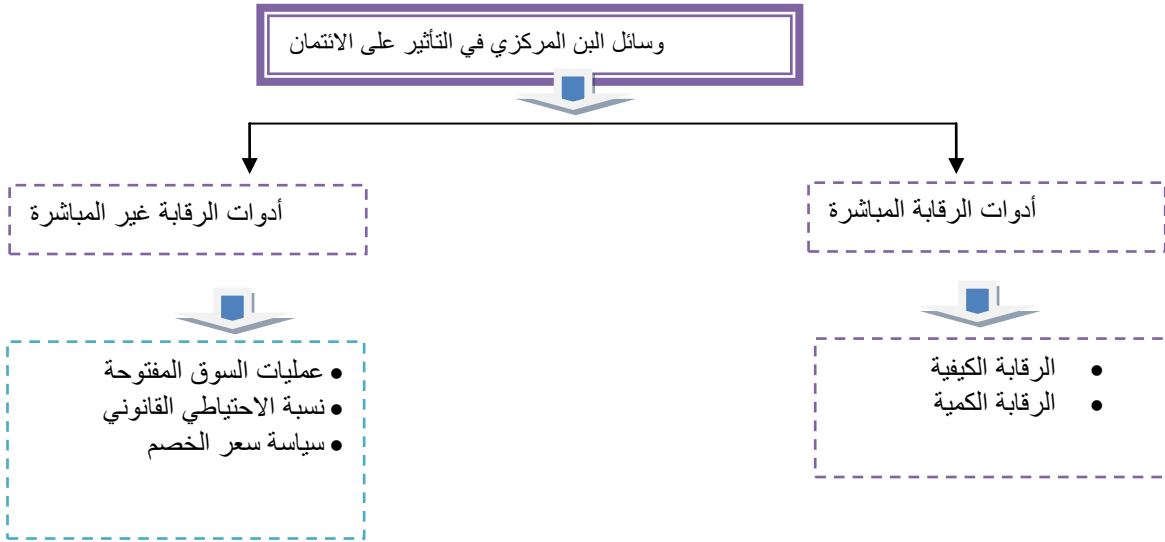 وسائل البن المركزي في التأثير على الائتمان
أدوات الرقابة المباشرة
أدوات الرقابة غير المباشرة
• الرقابة الكيفية
• الرقابة الكمية
• عمليات السوق المفتوحة
• نسبة الاحتياطي القانوني
• سياسة سعر الخصم